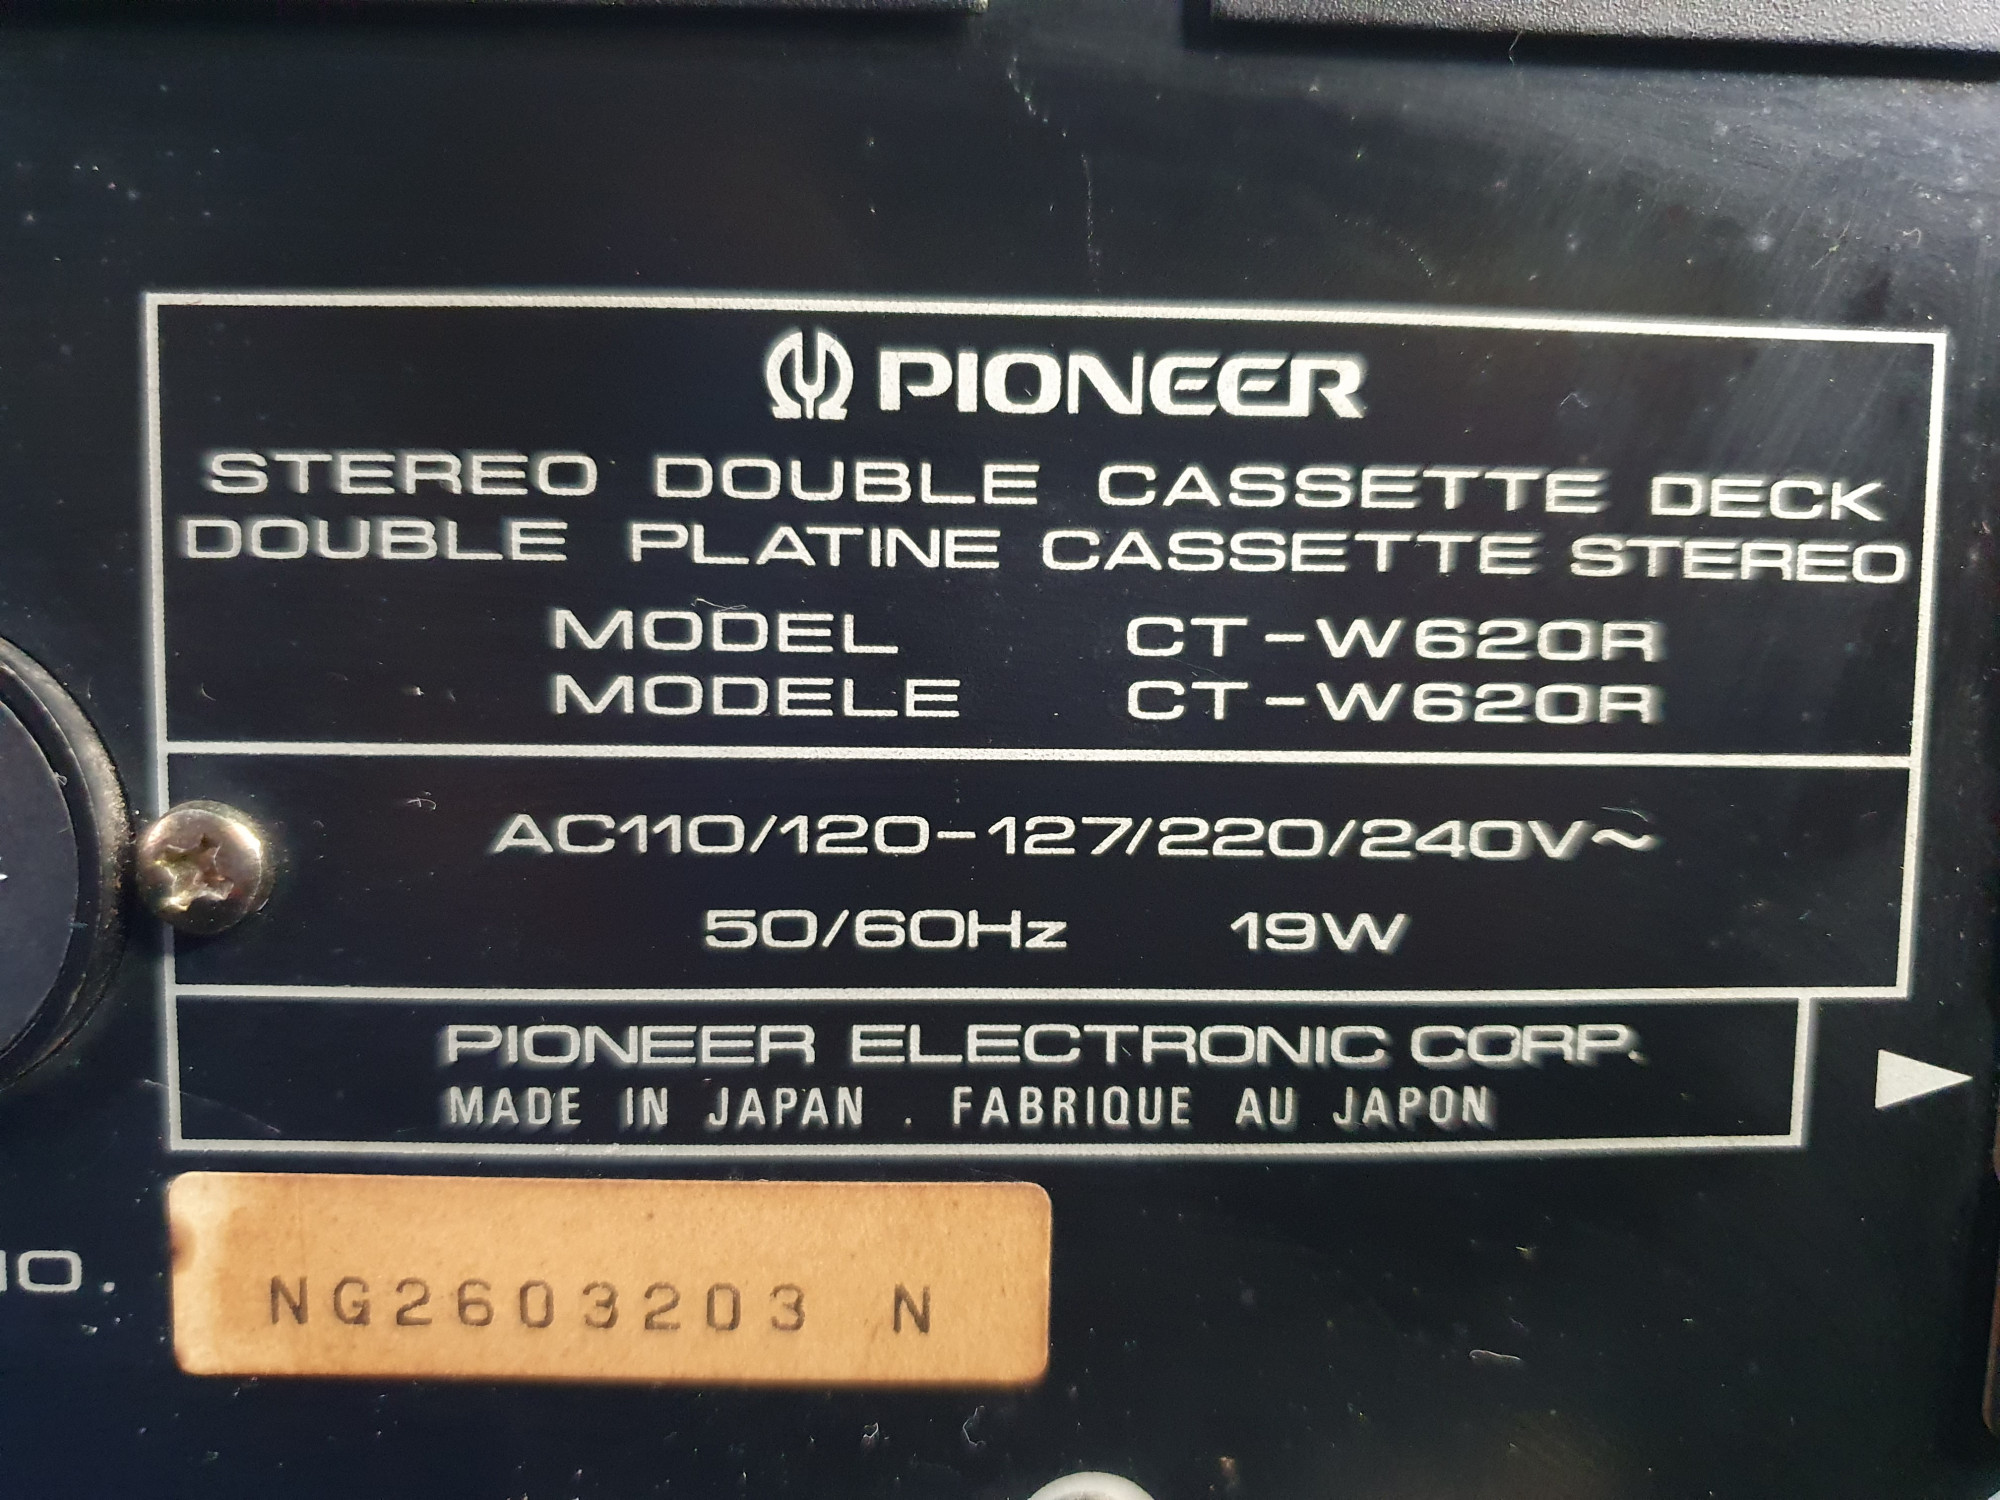 PIONEER
STEREO DOUBLE CASSETTE DECK
DOUBLE PLATINE CASSETTE STEREO
MODEL CT-W620R
MODELE CT-W620R
AC110/120-127/220/240V~
50/60Hz 19W
PIONEER ELECTRONIC CORP.
MADE IN JAPAN . FABRIQUE AU JAPON
NG2603203 N